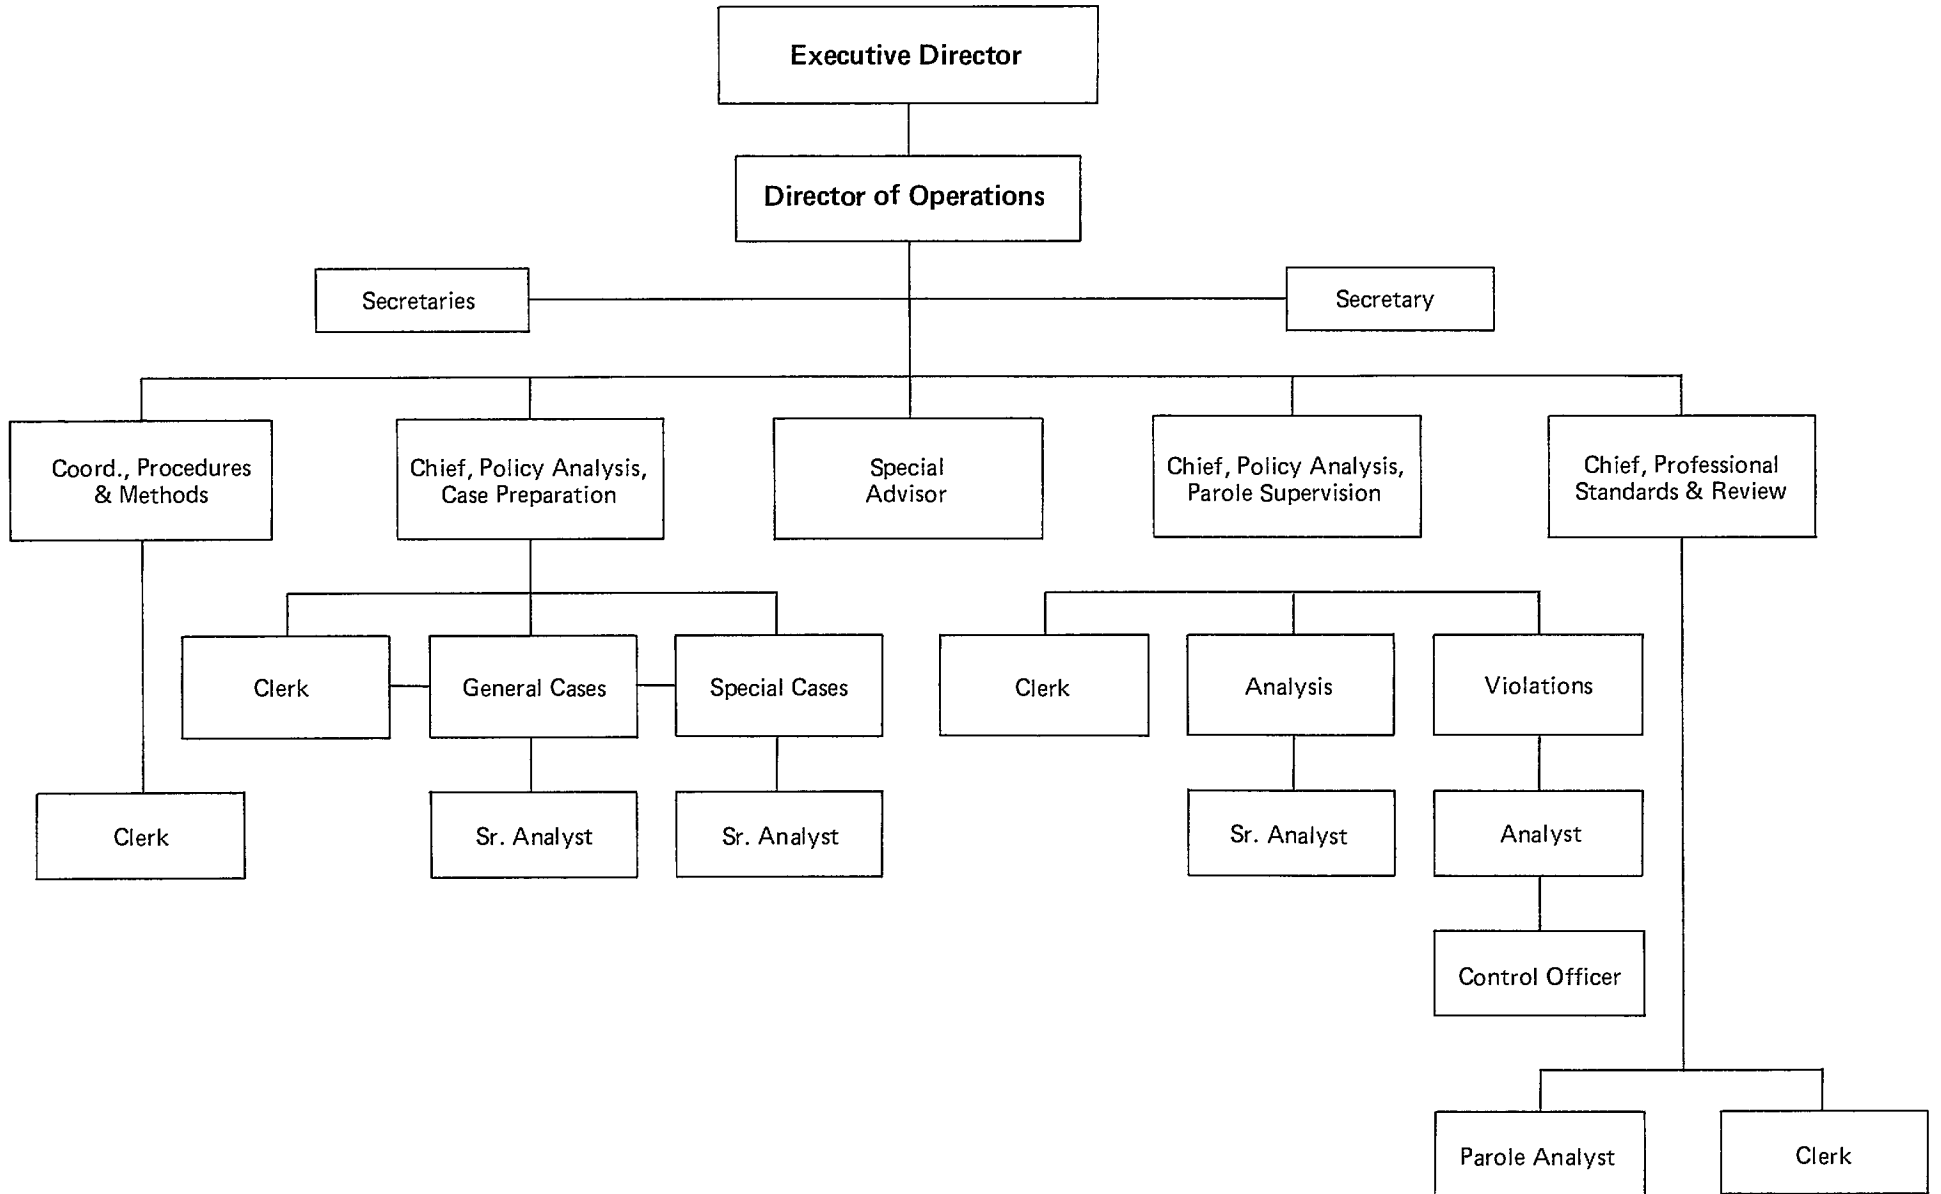 Executive Director
Director of Operations
Secretaries
Secretary
Coord., Procedures
& Methods
Chief, Policy Analysis,
Case Preparation
Special
Advisor
Chief, Policy Analysis,
Parole Supervision
Chief, Professional
Standards & Review
Clerk
General Cases
Special Cases
Clerk
Analysis
Violations
Clerk
Sr. Analyst
Sr. Analyst
Sr. Analyst
Analyst
Control Officer
Parole Analyst
Clerk